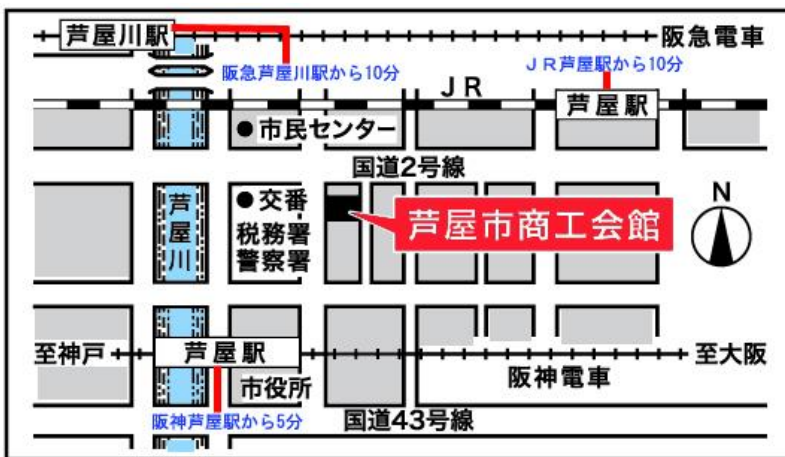 芦屋川駅
阪急電車
阪急芦屋川駅から10分
JR芦屋駅から10分
JR
芦屋駅
●市民センター
国道2号線
芦屋川
●交番
税務署
警察署
芦屋市商工会館
N
至神戸
芦屋駅
至大阪
阪神電車
市役所
阪神芦屋駅から5分
国道43号線